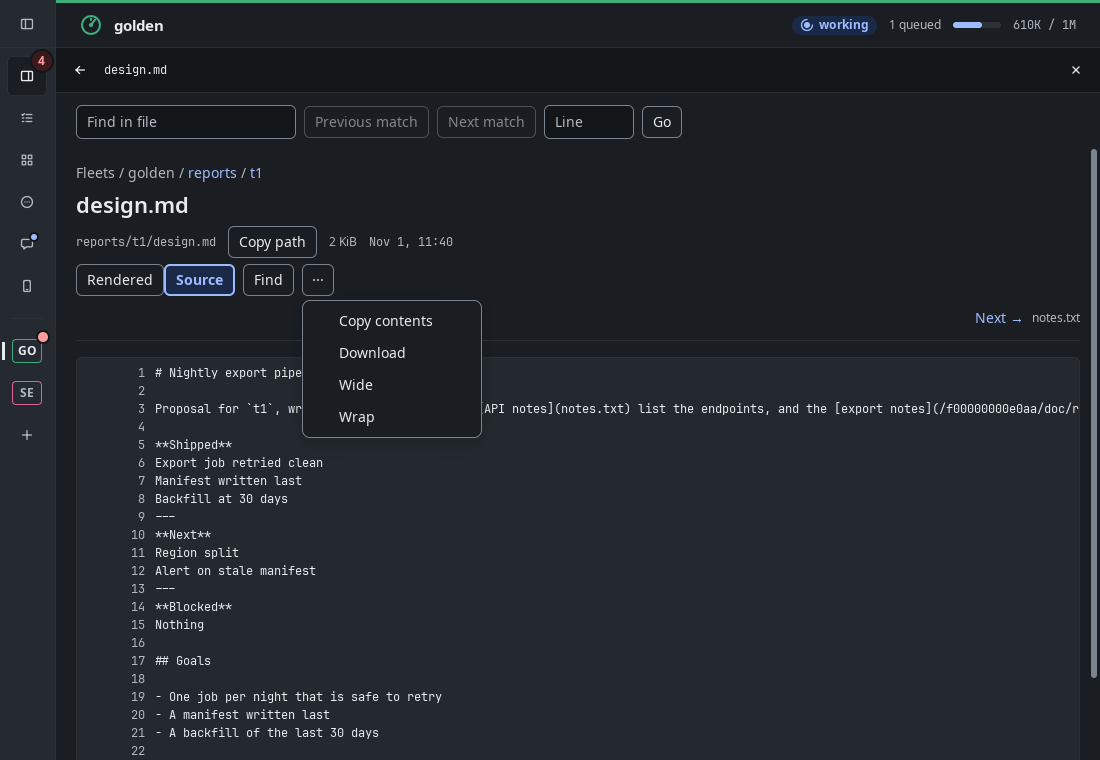 golden
working
1 queued
610K / 1M
4
design.md
Find in file
Previous match
Next match
Line
Go
Fleets / golden / reports / t1
design.md
reports/t1/design.md
Copy path
2 KiB
Nov 1, 11:40
Rendered
Source
Find
...
Copy contents
Download
Wide
Wrap
Next → notes.txt
GO
SE
1 # Nightly export pipe
2
3 Proposal for `t1`, wr API notes](notes.txt) list the endpoints, and the [export notes](/f00000000e0aa/doc/r
4
5 **Shipped**
6 Export job retried clean
7 Manifest written last
8 Backfill at 30 days
9 ---
10 **Next**
11 Region split
12 Alert on stale manifest
13 ---
14 **Blocked**
15 Nothing
16
17 ## Goals
18
19 - One job per night that is safe to retry
20 - A manifest written last
21 - A backfill of the last 30 days
22